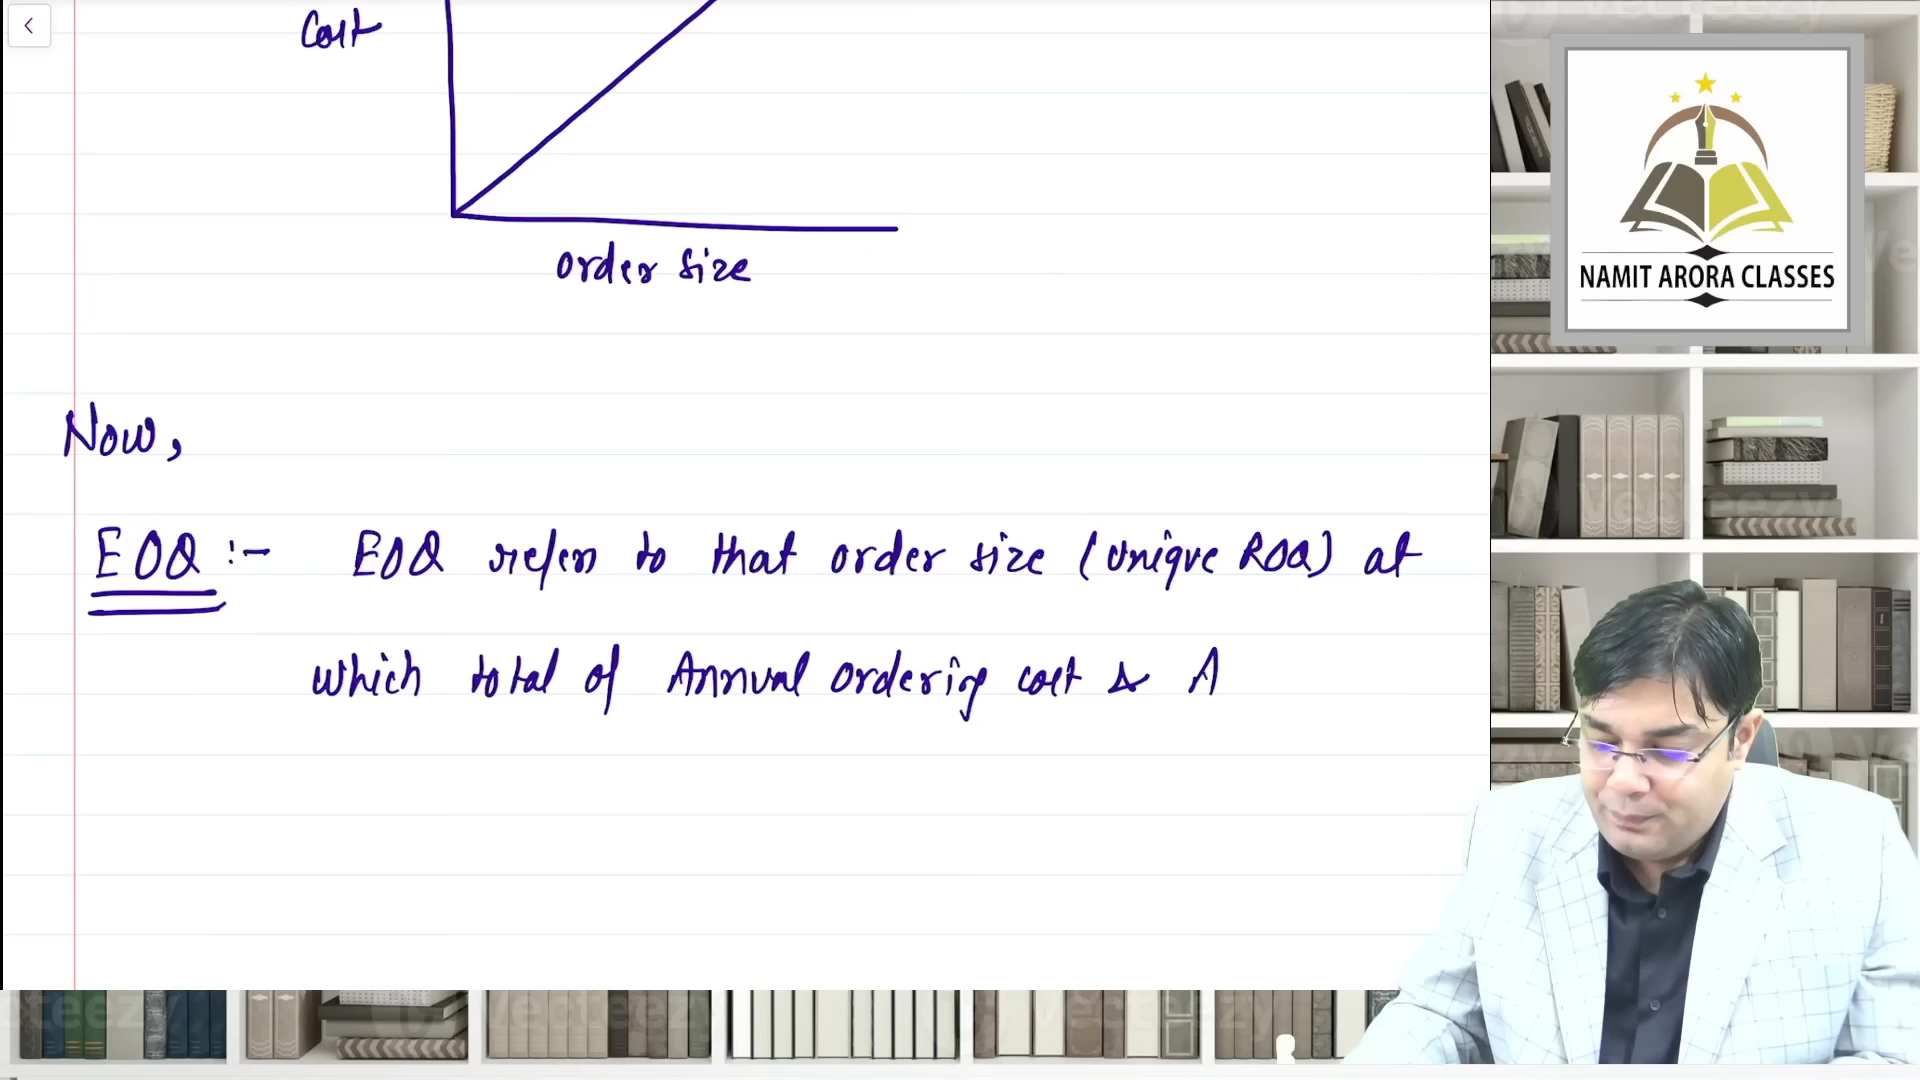 Cost
order size
NAMIT ARORA CLASSES
Now,
EOQ :- EOQ refers to that order size (Unique ROQ) at
which total of Annual ordering cost & A